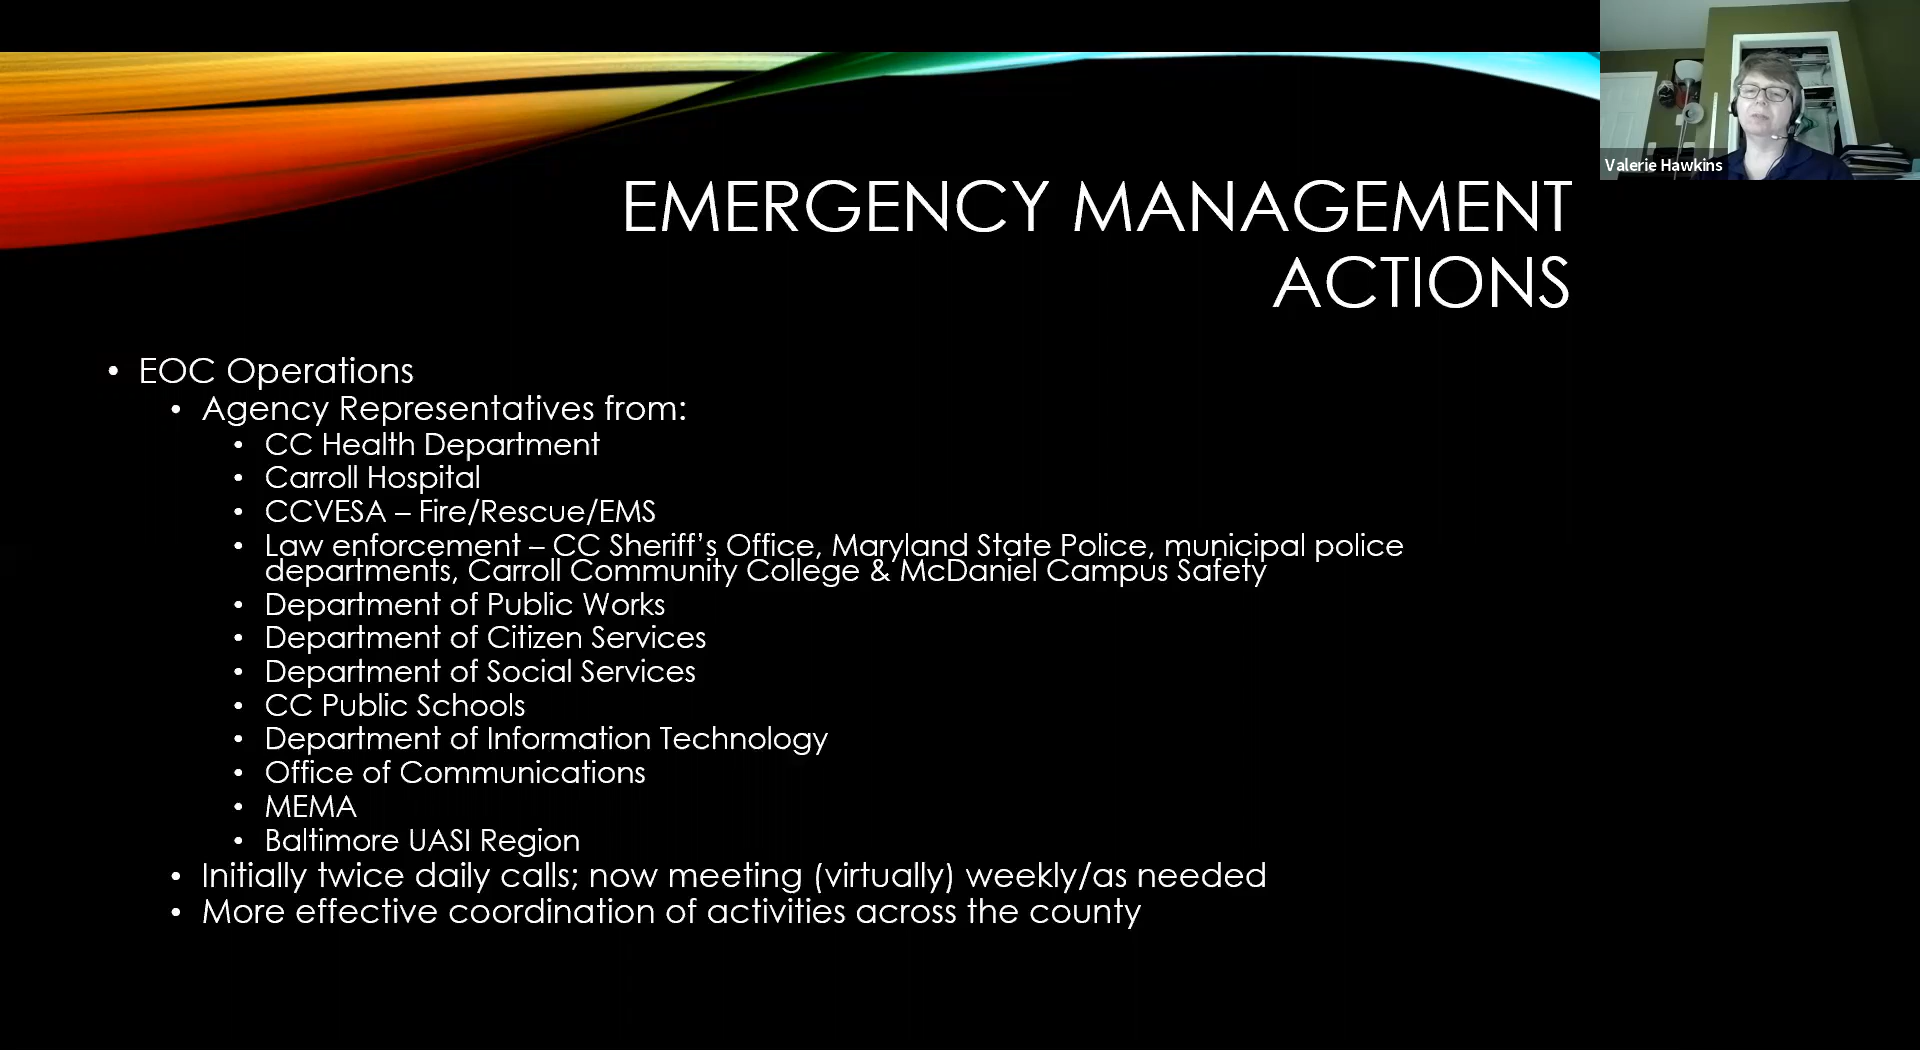 Valerie Hawkins
EMERGENCY MANAGEMENT
ACTIONS
• EOC Operations
• Agency Representatives from:
• CC Health Department
• Carroll Hospital
• CCVESA – Fire/Rescue/EMS
• Law enforcement – CC Sheriff’s Office, Maryland State Police, municipal police
departments, Carroll Community College & McDaniel Campus Safety
• Department of Public Works
• Department of Citizen Services
• Department of Social Services
• CC Public Schools
• Department of Information Technology
• Office of Communications
• MEMA
• Baltimore UASI Region
• Initially twice daily calls; now meeting (virtually) weekly/as needed
• More effective coordination of activities across the county